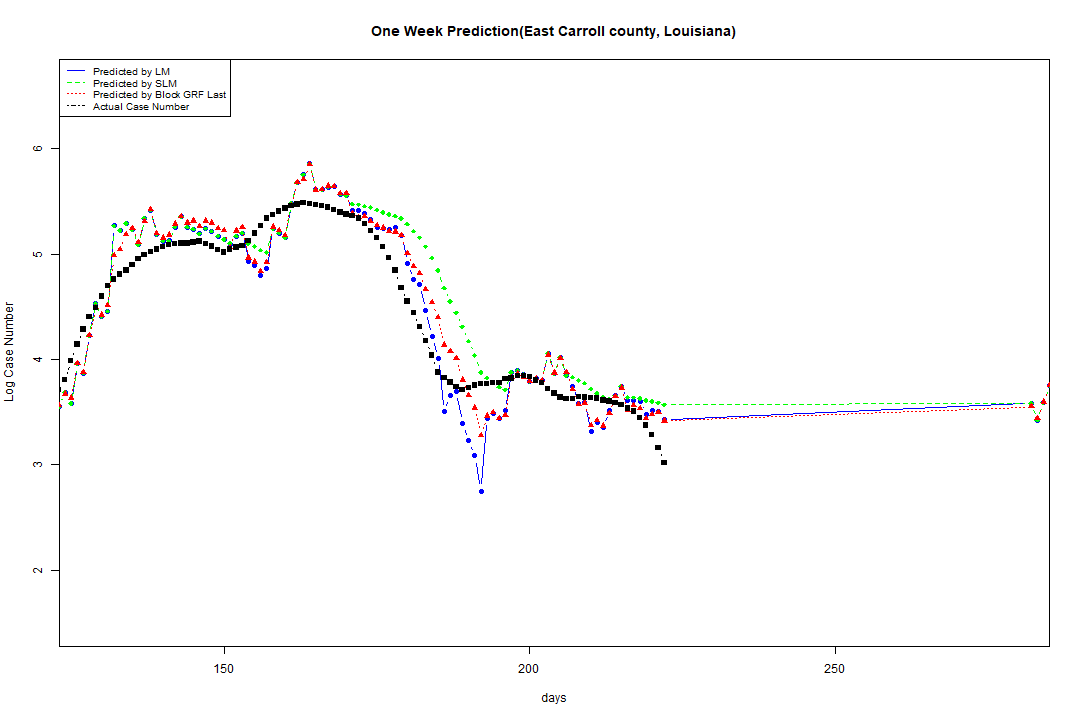 One Week Prediction(East Carroll county, Louisiana)
Predicted by LM
Predicted by SLM
Predicted by Block GRF Last
Actual Case Number
6
5
4
3
2
Log Case Number
150
200
250
days